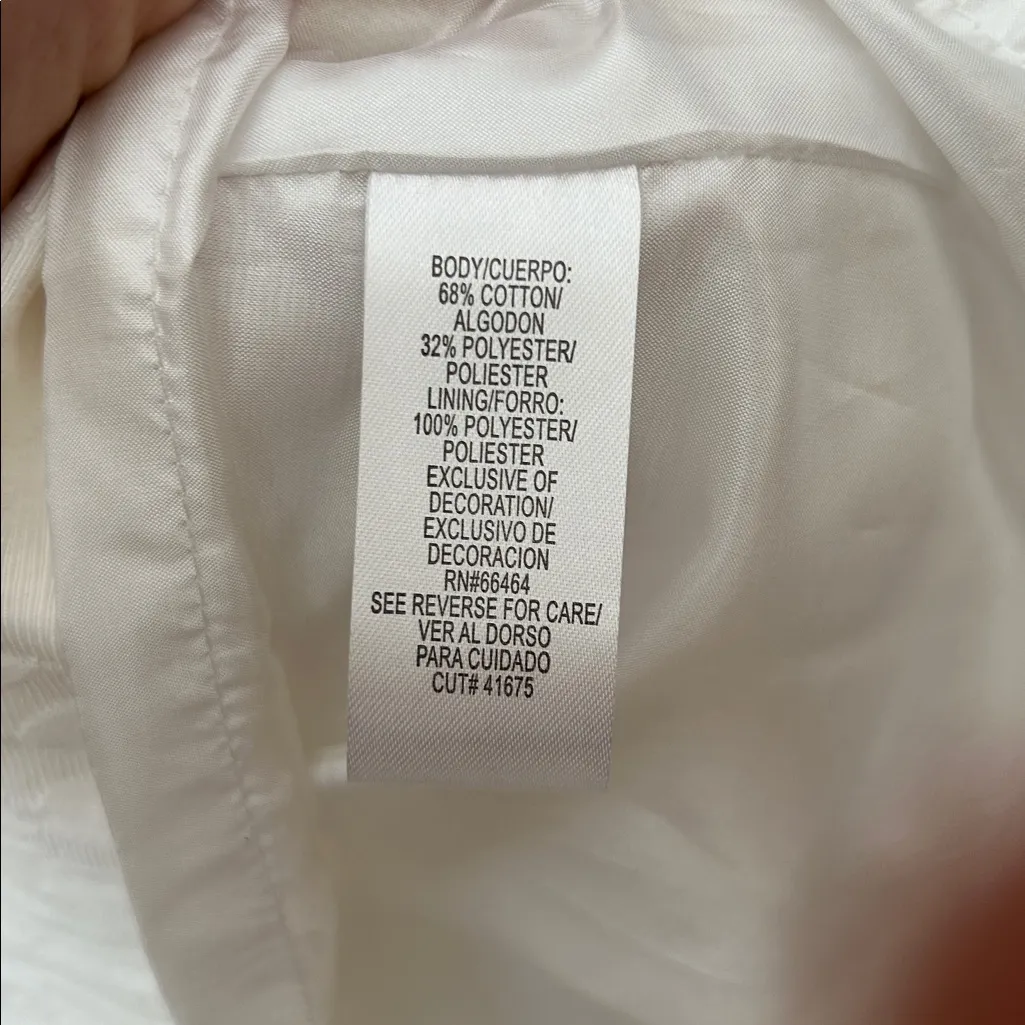 BODY/CUERPO:
68% COTTON/
ALGODON
32% POLYESTER/
POLIESTER
LINING/FORRO:
100% POLYESTER/
POLIESTER
EXCLUSIVE OF
DECORATION/
EXCLUSIVO DE
DECORACION
RN#66464
SEE REVERSE FOR CARE/
VER AL DORSO
PARA CUIDADO
CUT# 41675